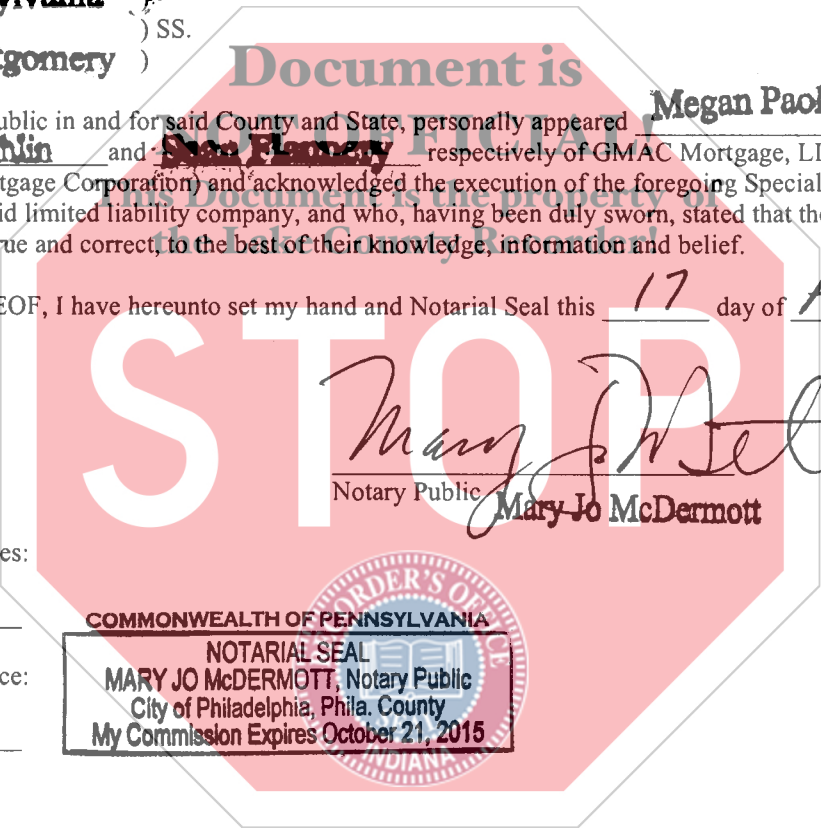 ) SS.
tgomery )
Document is
NOT OFFICIAL!
This Document is the property of
the Lake County Recorder!
ublic in and for said County and State, personally appeared Megan Paol
hlin and respectively of GMAC Mortgage, LL
tgage Corporation) and acknowledged the execution of the foregoing Special
id limited liability company, and who, having been duly sworn, stated that the
ue and correct, to the best of their knowledge, information and belief.
EOF, I have hereunto set my hand and Notarial Seal this 17 day of A
STOP
Notary Public Mary Jo McDermott
es:
ce:
COMMONWEALTH OF PENNSYLVANIA
NOTARIAL SEAL
MARY JO McDERMOTT, Notary Public
City of Philadelphia, Phila. County
My Commission Expires October 21, 2015
RECORDER'S OFFICE
SEAL
INDIANA